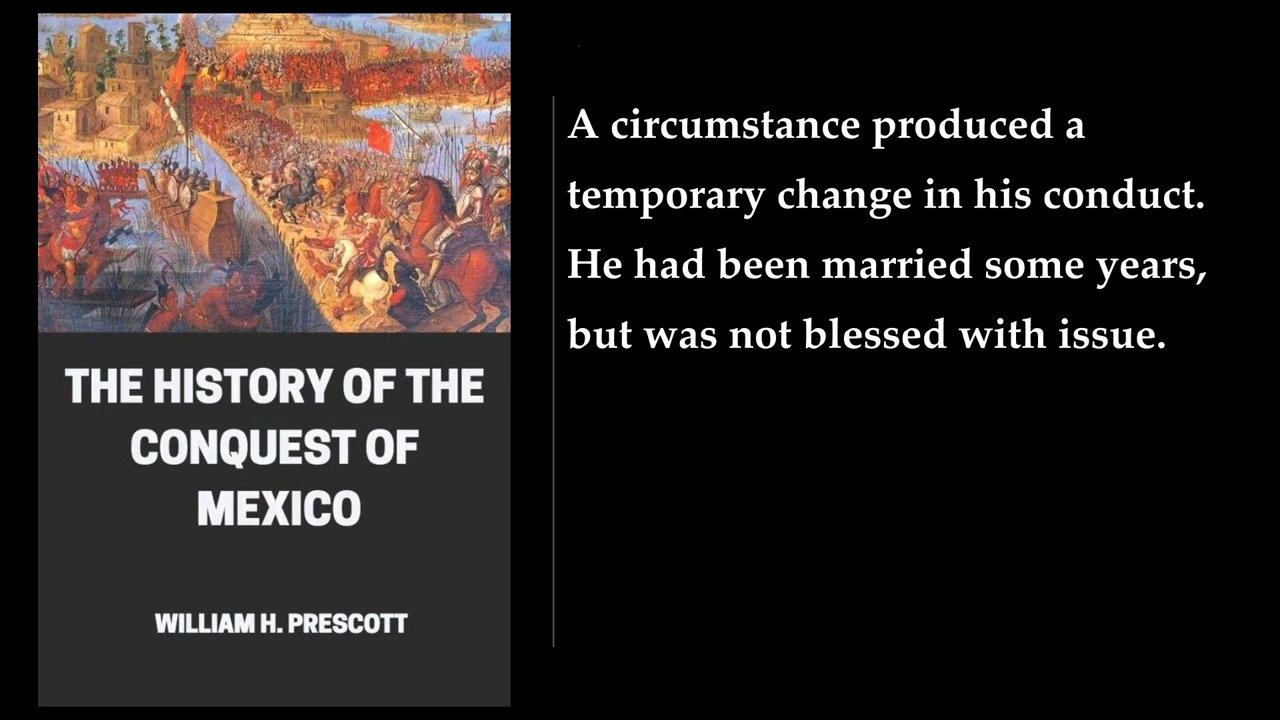 THE HISTORY OF THE
CONQUEST OF
MEXICO
WILLIAM H. PRESCOTT
A circumstance produced a
temporary change in his conduct.
He had been married some years,
but was not blessed with issue.